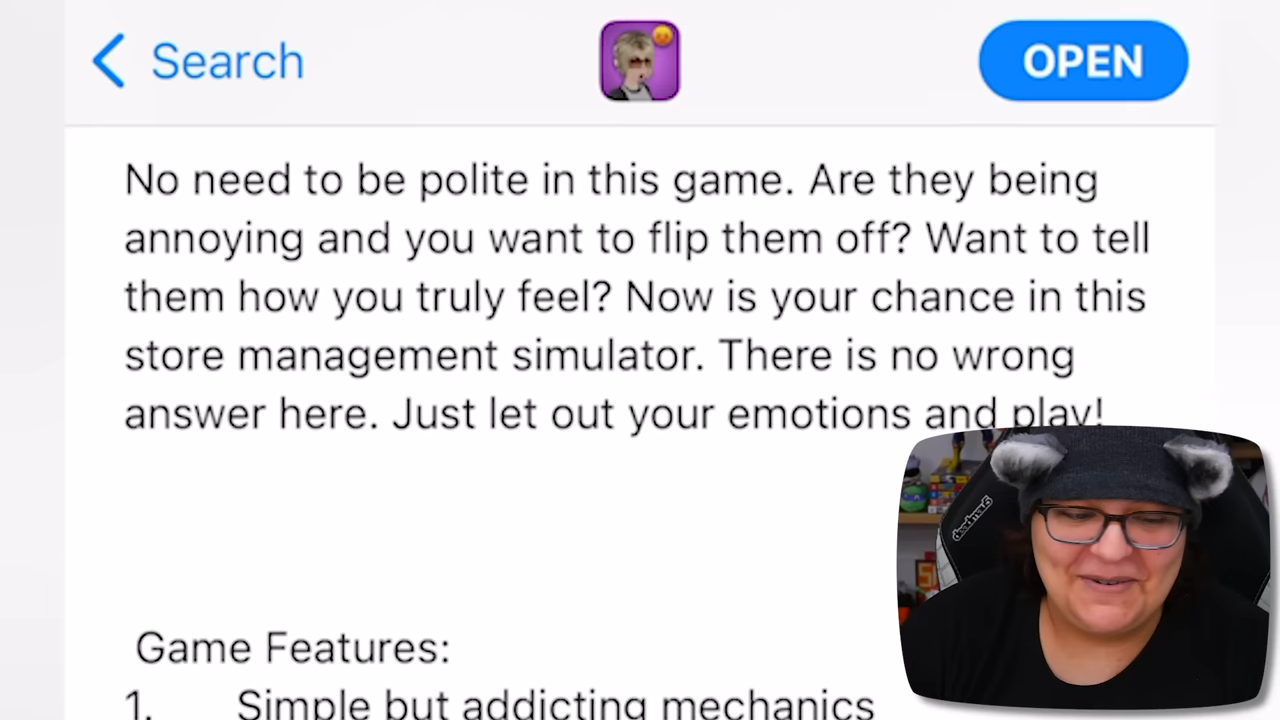 Search
OPEN
No need to be polite in this game. Are they being
annoying and you want to flip them off? Want to tell
them how you truly feel? Now is your chance in this
store management simulator. There is no wrong
answer here. Just let out your emotions and play!
Game Features:
1. Simple but addicting mechanics
deadmau5